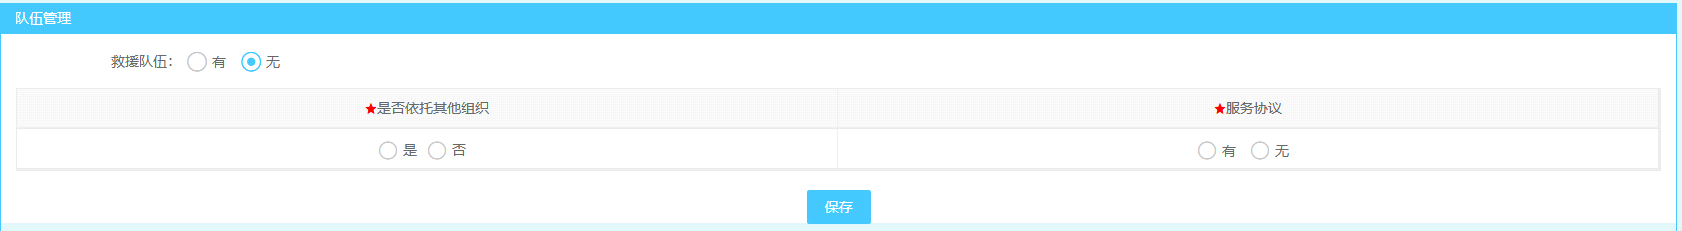 队伍管理
救援队伍： 有 无
★是否依托其他组织 ★服务协议
是 否 有 无
保存